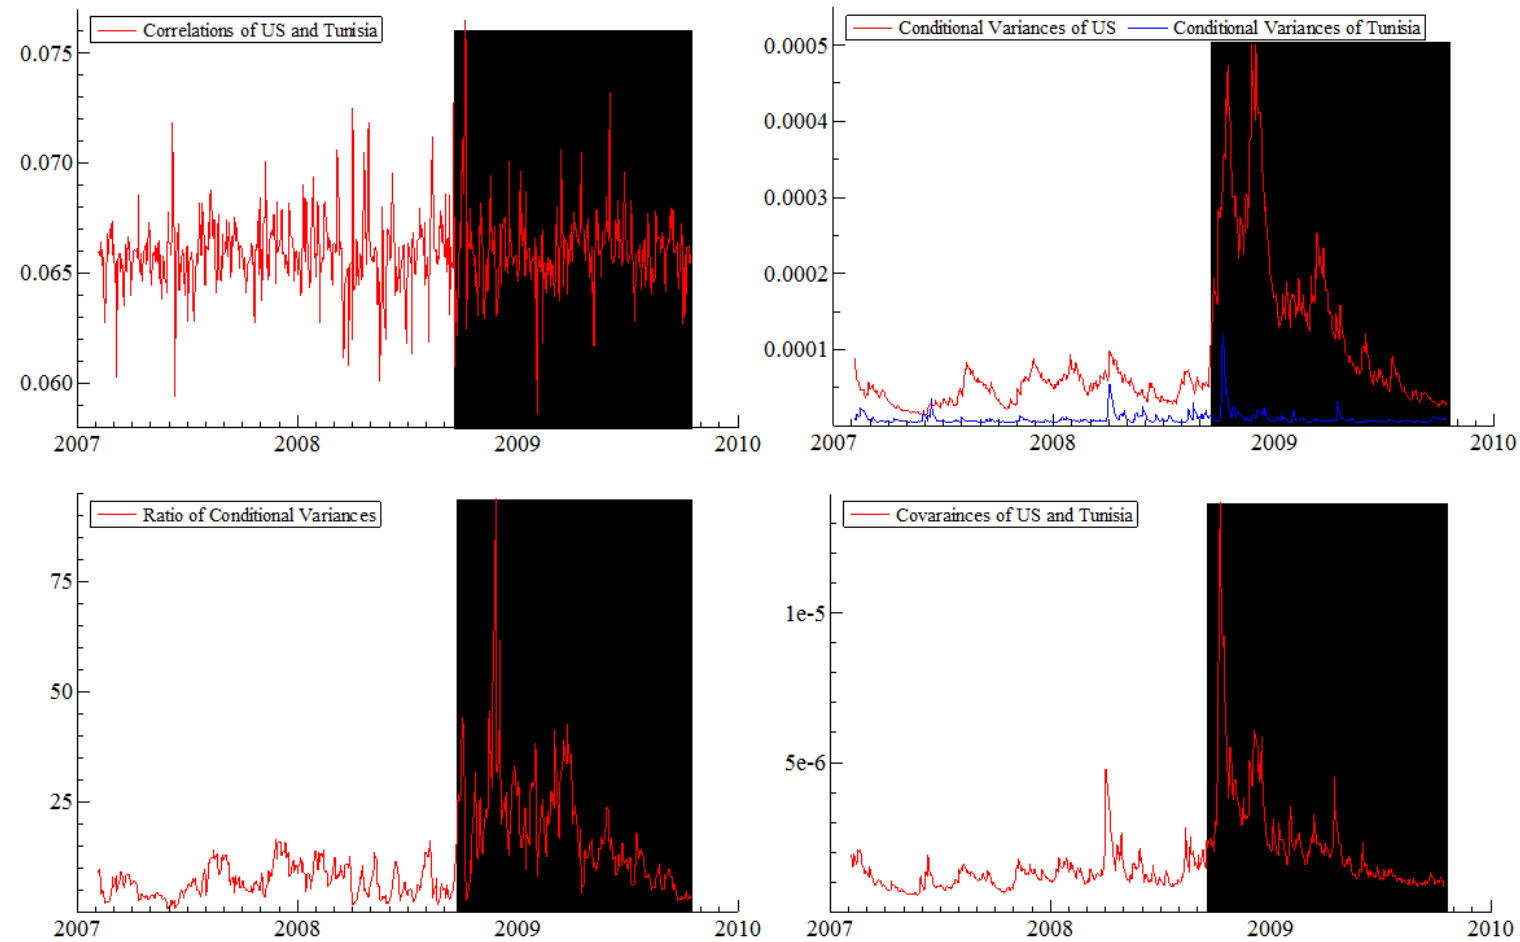 Correlations of US and Tunisia
0.075
0.070
0.065
0.060
2007 2008 2009 2010
Conditional Variances of US Conditional Variances of Tunisia
0.0005
0.0004
0.0003
0.0002
0.0001
2007 2008 2009 2010
Ratio of Conditional Variances
75
50
25
2007 2008 2009 2010
Covarainces of US and Tunisia
1e-5
5e-6
2007 2008 2009 2010